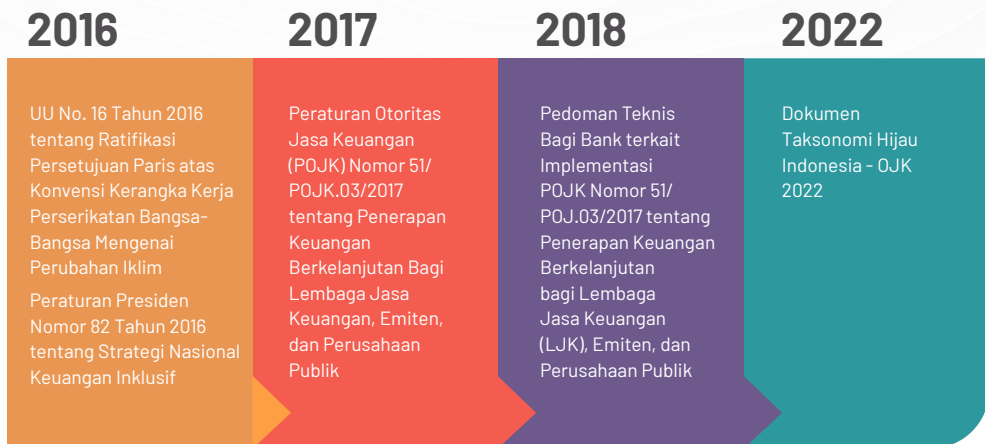 2016
UU No. 16 Tahun 2016
tentang Ratifikasi
Persetujuan Paris atas
Konvensi Kerangka Kerja
Perserikatan Bangsa-
Bangsa Mengenai
Perubahan Iklim
Peraturan Presiden
Nomor 82 Tahun 2016
tentang Strategi Nasional
Keuangan Inklusif
2017
Peraturan Otoritas
Jasa Keuangan
(POJK) Nomor 51/
POJK.03/2017
tentang Penerapan
Keuangan
Berkelanjutan Bagi
Lembaga Jasa
Keuangan, Emiten,
dan Perusahaan
Publik
2018
Pedoman Teknis
Bagi Bank terkait
Implementasi
POJK Nomor 51/
POJ.03/2017 tentang
Penerapan Keuangan
Berkelanjutan
bagi Lembaga
Jasa Keuangan
(LJK), Emiten, dan
Perusahaan Publik
2022
Dokumen
Taksonomi Hijau
Indonesia - OJK
2022